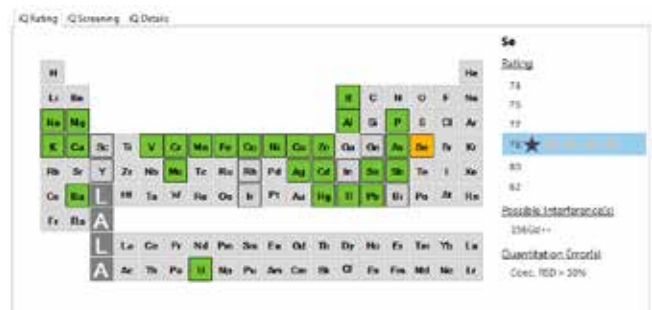 iQ Rating iQ Screening iQ Details
Se
Rating
H He
74
Li Be B C N O F Ne
76
Na Mg Al Si P S Cl Ar
77
K Ca Sc Ti V Cr Mn Fe Co Ni Cu Zn Ga Ge As Se Br Kr
78
Rb Sr Y Zr Nb Mo Tc Ru Rh Pd Ag Cd In Sn Sb Te I Xe
80
Cs Ba L Hf Ta W Re Os Ir Pt Au Hg Tl Pb Bi Po At Rn
82
Fr Ra A
Possible Interference(s)
156Gd++
L La Ce Pr Nd Pm Sm Eu Gd Tb Dy Ho Er Tm Yb Lu
Quantitation Error(s)
A Ac Th Pa U Np Pu Am Cm Bk Cf Es Fm Md No Lr
Conc. RSD > 30%